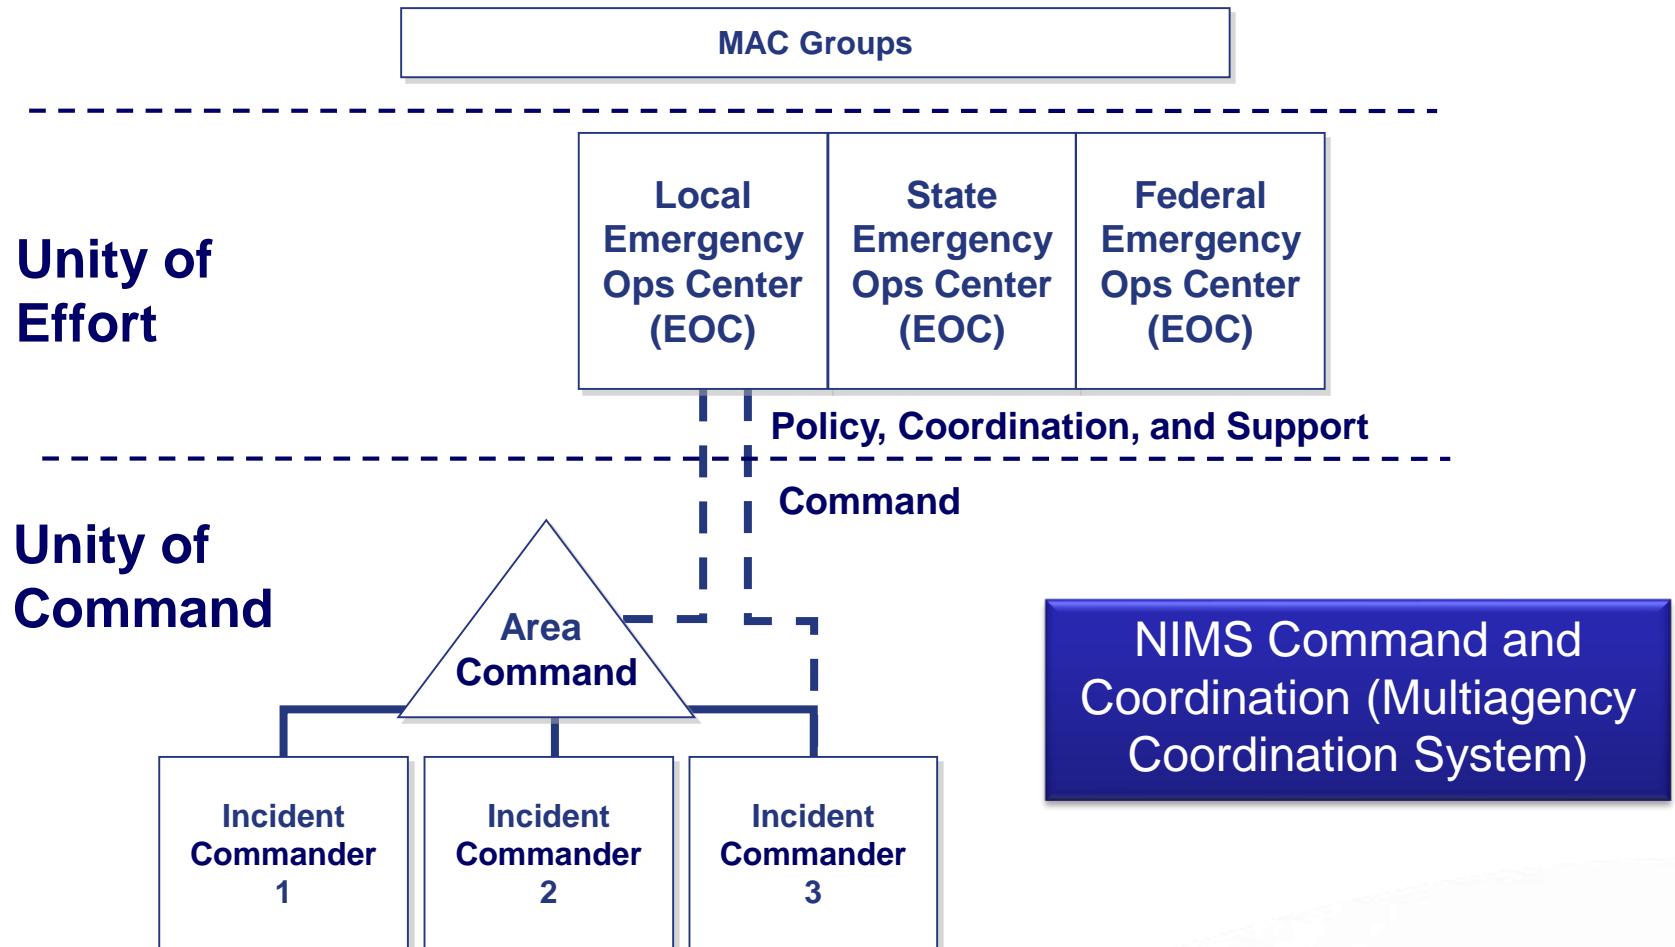 MAC Groups
Unity of
Effort
Local
Emergency
Ops Center
(EOC)
State
Emergency
Ops Center
(EOC)
Federal
Emergency
Ops Center
(EOC)
Policy, Coordination, and Support
Command
Unity of
Command
Area
Command
NIMS Command and
Coordination (Multiagency
Coordination System)
Incident
Commander
1
Incident
Commander
2
Incident
Commander
3